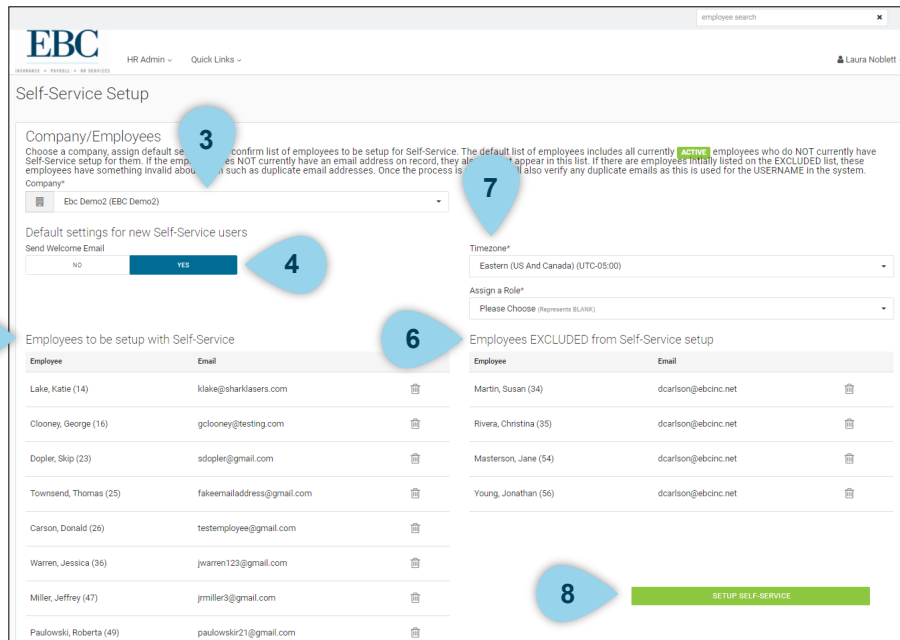 employee search
EBC
INSURANCE • PAYROLL • HR SERVICES
HR Admin
Quick Links
Laura Noblett
Self-Service Setup
Company/Employees
3
Choose a company, assign default se confirm list of employees to be setup for Self-Service. The default list of employees includes all currently ACTIVE employees who do NOT currently have
Self-Service setup for them. If the emp es NOT currently have an email address on record, they al t appear in this list. If there are employees initially listed on the EXCLUDED list, these
employees have something invalid abou such as duplicate email addresses. Once the process is ll also verify any duplicate emails as this is used for the USERNAME in the system.
Company*
7
Ebc Demo2 (EBC Demo2)
Default settings for new Self-Service users
Send Welcome Email
Timezone*
NO
YES
4
Eastern (US And Canada) (UTC-05:00)
Assign a Role*
Please Choose (Represents BLANK)
Employees to be setup with Self-Service
6
Employees EXCLUDED from Self-Service setup
Employee Email
Employee Email
Lake, Katie (14) klake@sharklasers.com
Martin, Susan (34) dcarlson@ebcinc.net
Clooney, George (16) gclooney@testing.com
Rivera, Christina (35) dcarlson@ebcinc.net
Dopler, Skip (23) sdopler@gmail.com
Masterson, Jane (54) dcarlson@ebcinc.net
Townsend, Thomas (25) fakeemailaddress@gmail.com
Young, Jonathan (56) dcarlson@ebcinc.net
Carson, Donald (26) testemployee@gmail.com
Warren, Jessica (36) jwarren123@gmail.com
Miller, Jeffrey (47) jrmiller3@gmail.com
8
SETUP SELF-SERVICE
Paulowski, Roberta (49) paulowskir21@gmail.com